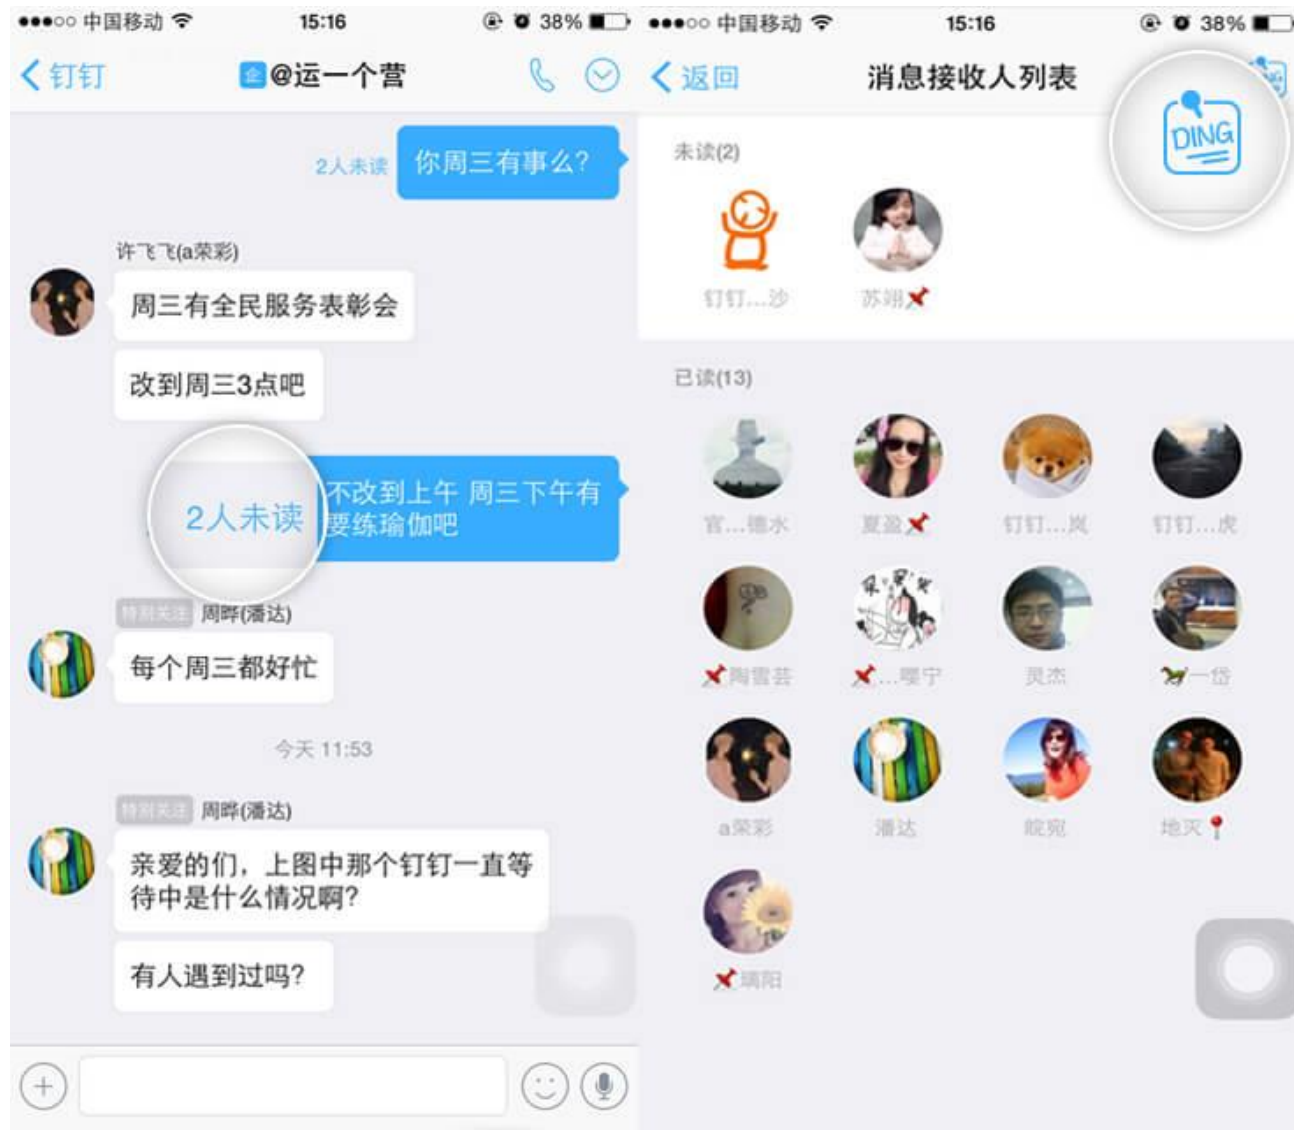 中国移动
15:16
38%
钉钉
企 @运一个营
2人未读
你周三有事么?
许飞飞(a荣彩)
周三有全民服务表彰会
改到周三3点吧
2人未读
不改到上午 周三下午有
要练瑜伽吧
特别关注 周晔(潘达)
每个周三都好忙
今天 11:53
特别关注 周晔(潘达)
亲爱的们，上图中那个钉钉一直等
待中是什么情况啊?
有人遇到过吗?
中国移动
15:16
38%
返回
消息接收人列表
DING
未读(2)
钉钉...沙
苏翊
已读(13)
官...德水
夏盈
钉钉...岚
钉钉...虎
陶雪芸
...嘤宁
灵杰
一岱
a荣彩
潘达
皖宛
地灭
璃阳